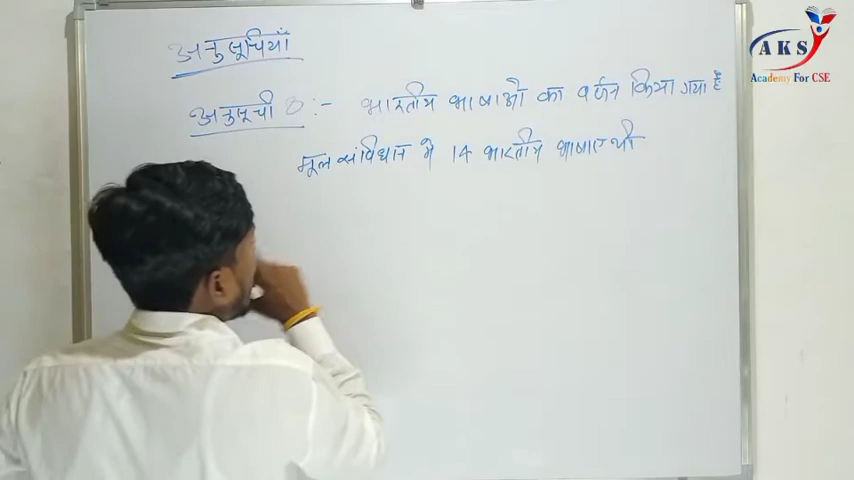 अनुसूचियाँ
अनुसूची 8 :- भारतीय भाषाओं का वर्णन किया गया है
मूल संविधान में 14 भारतीय भाषाएं थी
AKS
Academy For CSE